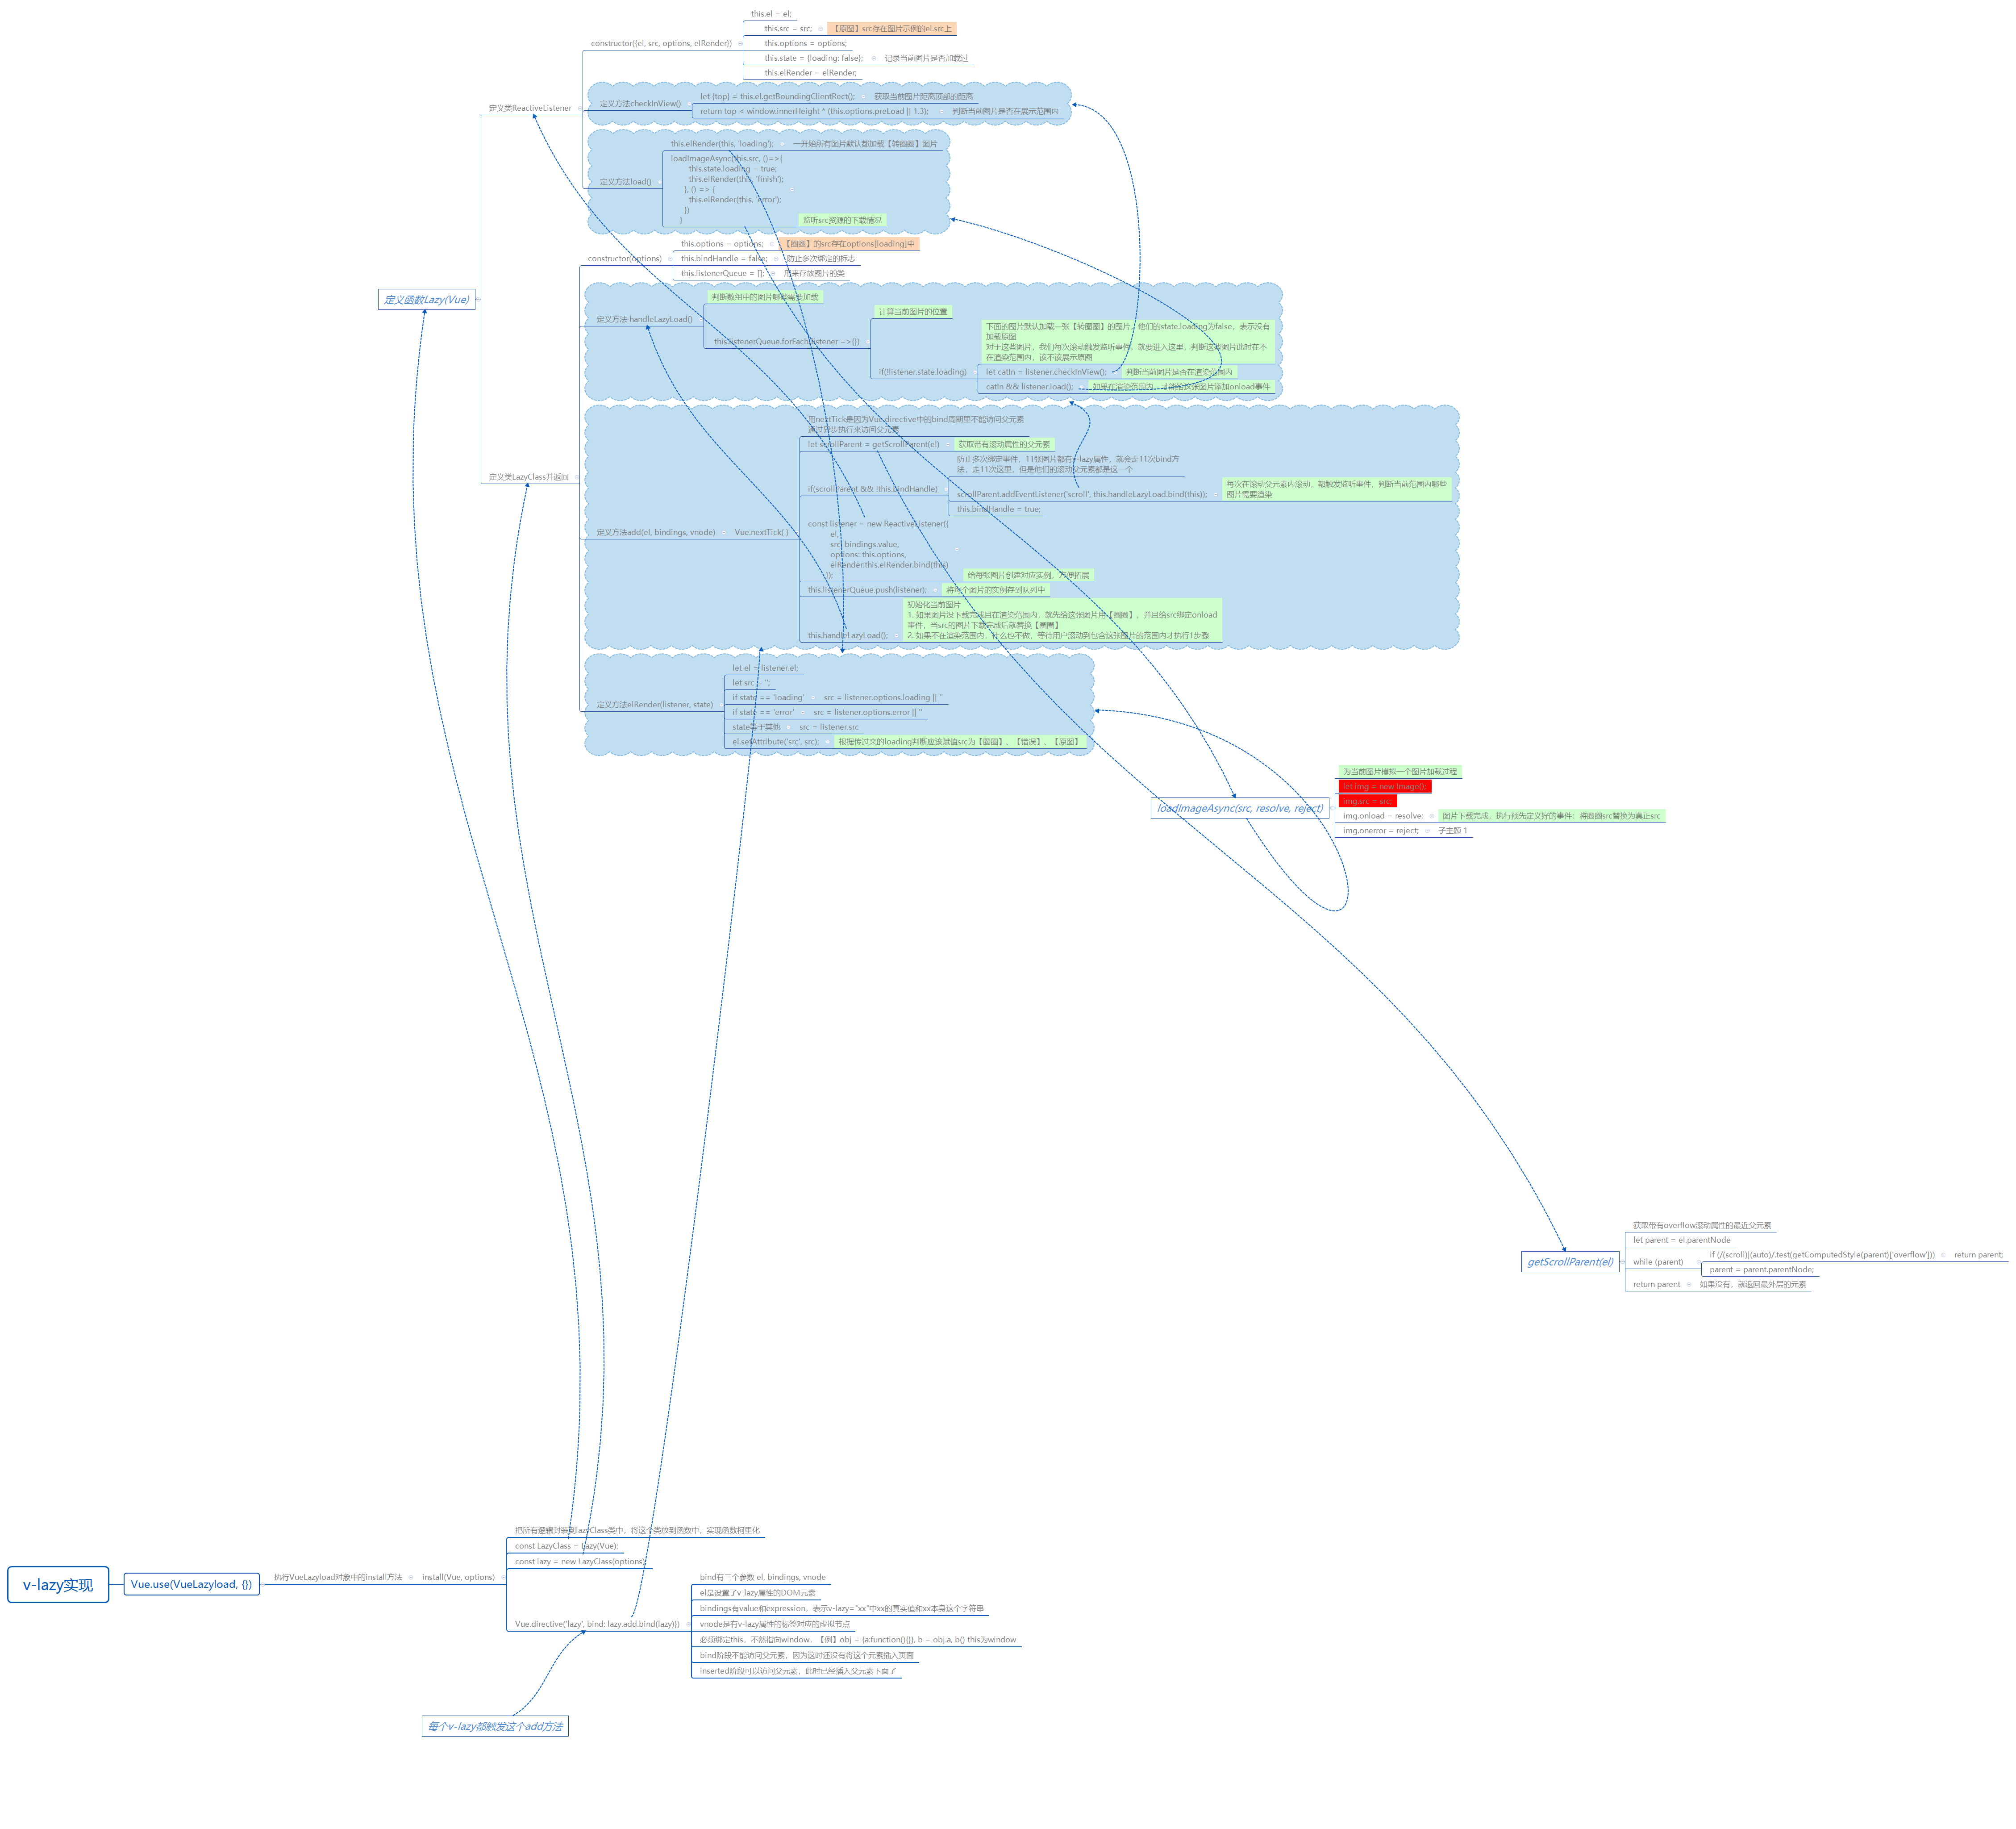 this.el = el;
this.src = src;
【原图】src存在图片示例的el.src上
constructor({el, src, options, elRender})
this.options = options;
this.state = {loading: false};
记录当前图片是否加载过
this.elRender = elRender;
定义类ReactiveListener
定义方法checkInView()
let {top} = this.el.getBoundingClientRect();
获取当前图片距离顶部的距离
return top < window.innerHeight * (this.options.preLoad || 1.3);
判断当前图片是否在展示范围内
定义方法load()
this.elRender(this, 'loading');
一开始所有图片默认都加载【转圈圈】图片
loadImageAsync(this.src, ()=>{
this.state.loading = true;
this.elRender(this, 'finish');
}, () => {
this.elRender(this, 'error');
})
}
监听src资源的下载情况
定义函数Lazy(Vue)
constructor(options)
this.options = options;
【圈圈】的src存在options[loading]中
this.bindHandle = false;
防止多次绑定的标志
this.listenerQueue = [];
用来存放图片的类
定义方法 handleLazyLoad()
判断数组中的图片哪些需要加载
this.listenerQueue.forEach(listener =>{})
计算当前图片的位置
if(!listener.state.loading)
下面的图片默认加载一张【转圈圈】的图片，他们的state.loading为false，表示没有
加载原图
对于这些图片，我们每次滚动触发监听事件，就要进入这里，判断这些图片此时在不
在渲染范围内，该不该展示原图
let catIn = listener.checkInView();
判断当前图片是否在渲染范围内
catIn && listener.load();
如果在渲染范围内，才能给这张图片添加onload事件
定义类LazyClass并返回
定义方法add(el, bindings, vnode)
Vue.nextTick( )
用nextTick是因为Vue.directive中的bind周期里不能访问父元素
通过异步执行来访问父元素
let scrollParent = getScrollParent(el)
获取带有滚动属性的父元素
if(scrollParent && !this.bindHandle)
防止多次绑定事件，11张图片都有v-lazy属性，就会走11次bind方
法，走11次这里，但是他们的滚动父元素都是这一个
scrollParent.addEventListener('scroll', this.handleLazyLoad.bind(this));
每次在滚动父元素内滚动，都触发监听事件，判断当前范围内哪些
图片需要渲染
this.bindHandle = true;
const listener = new ReactiveListener({
el,
src: bindings.value,
options: this.options,
elRender:this.elRender.bind(this)
});
给每张图片创建对应实例，方便拓展
this.listenerQueue.push(listener);
将每个图片的实例存到队列中
this.handleLazyLoad();
初始化当前图片
1. 如果图片没下载完成且在渲染范围内，就先给这张图片用【圈圈】，并且给src绑定onload
事件，当src的图片下载完成后就替换【圈圈】
2. 如果不在渲染范围内，什么也不做，等待用户滚动到包含这张图片的范围内才执行1步骤
定义方法elRender(listener, state)
let el = listener.el;
let src = '';
if state == 'loading'
src = listener.options.loading || ''
if state == 'error'
src = listener.options.error || ''
state等于其他
src = listener.src
el.setAttribute('src', src);
根据传过来的loading判断应该赋值src为【圈圈】、【错误】、【原图】
loadImageAsync(src, resolve, reject)
为当前图片模拟一个图片加载过程
let img = new Image();
img.src = src;
img.onload = resolve;
图片下载完成，执行预先定义好的事件：将圈圈src替换为真正src
img.onerror = reject;
子主题 1
getScrollParent(el)
获取带有overflow滚动属性的最近父元素
let parent = el.parentNode
while (parent)
if (/(scroll)|(auto)/.test(getComputedStyle(parent)['overflow']))
return parent;
parent = parent.parentNode;
return parent
如果没有，就返回最外层的元素
v-lazy实现
Vue.use(VueLazyload, {})
执行VueLazyload对象中的install方法
install(Vue, options)
把所有逻辑封装到lazyClass类中，将这个类放到函数中，实现函数柯里化
const LazyClass = Lazy(Vue);
const lazy = new LazyClass(options);
Vue.directive('lazy', bind: lazy.add.bind(lazy)})
bind有三个参数 el, bindings, vnode
el是设置了v-lazy属性的DOM元素
bindings有value和expression，表示v-lazy="xx"中xx的真实值和xx本身这个字符串
vnode是有v-lazy属性的标签对应的虚拟节点
必须绑定this，不然指向window，【例】obj = {a:function(){}}, b = obj.a, b() this为window
bind阶段不能访问父元素，因为这时还没有将这个元素插入页面
inserted阶段可以访问父元素，此时已经插入父元素下面了
每个v-lazy都触发这个add方法